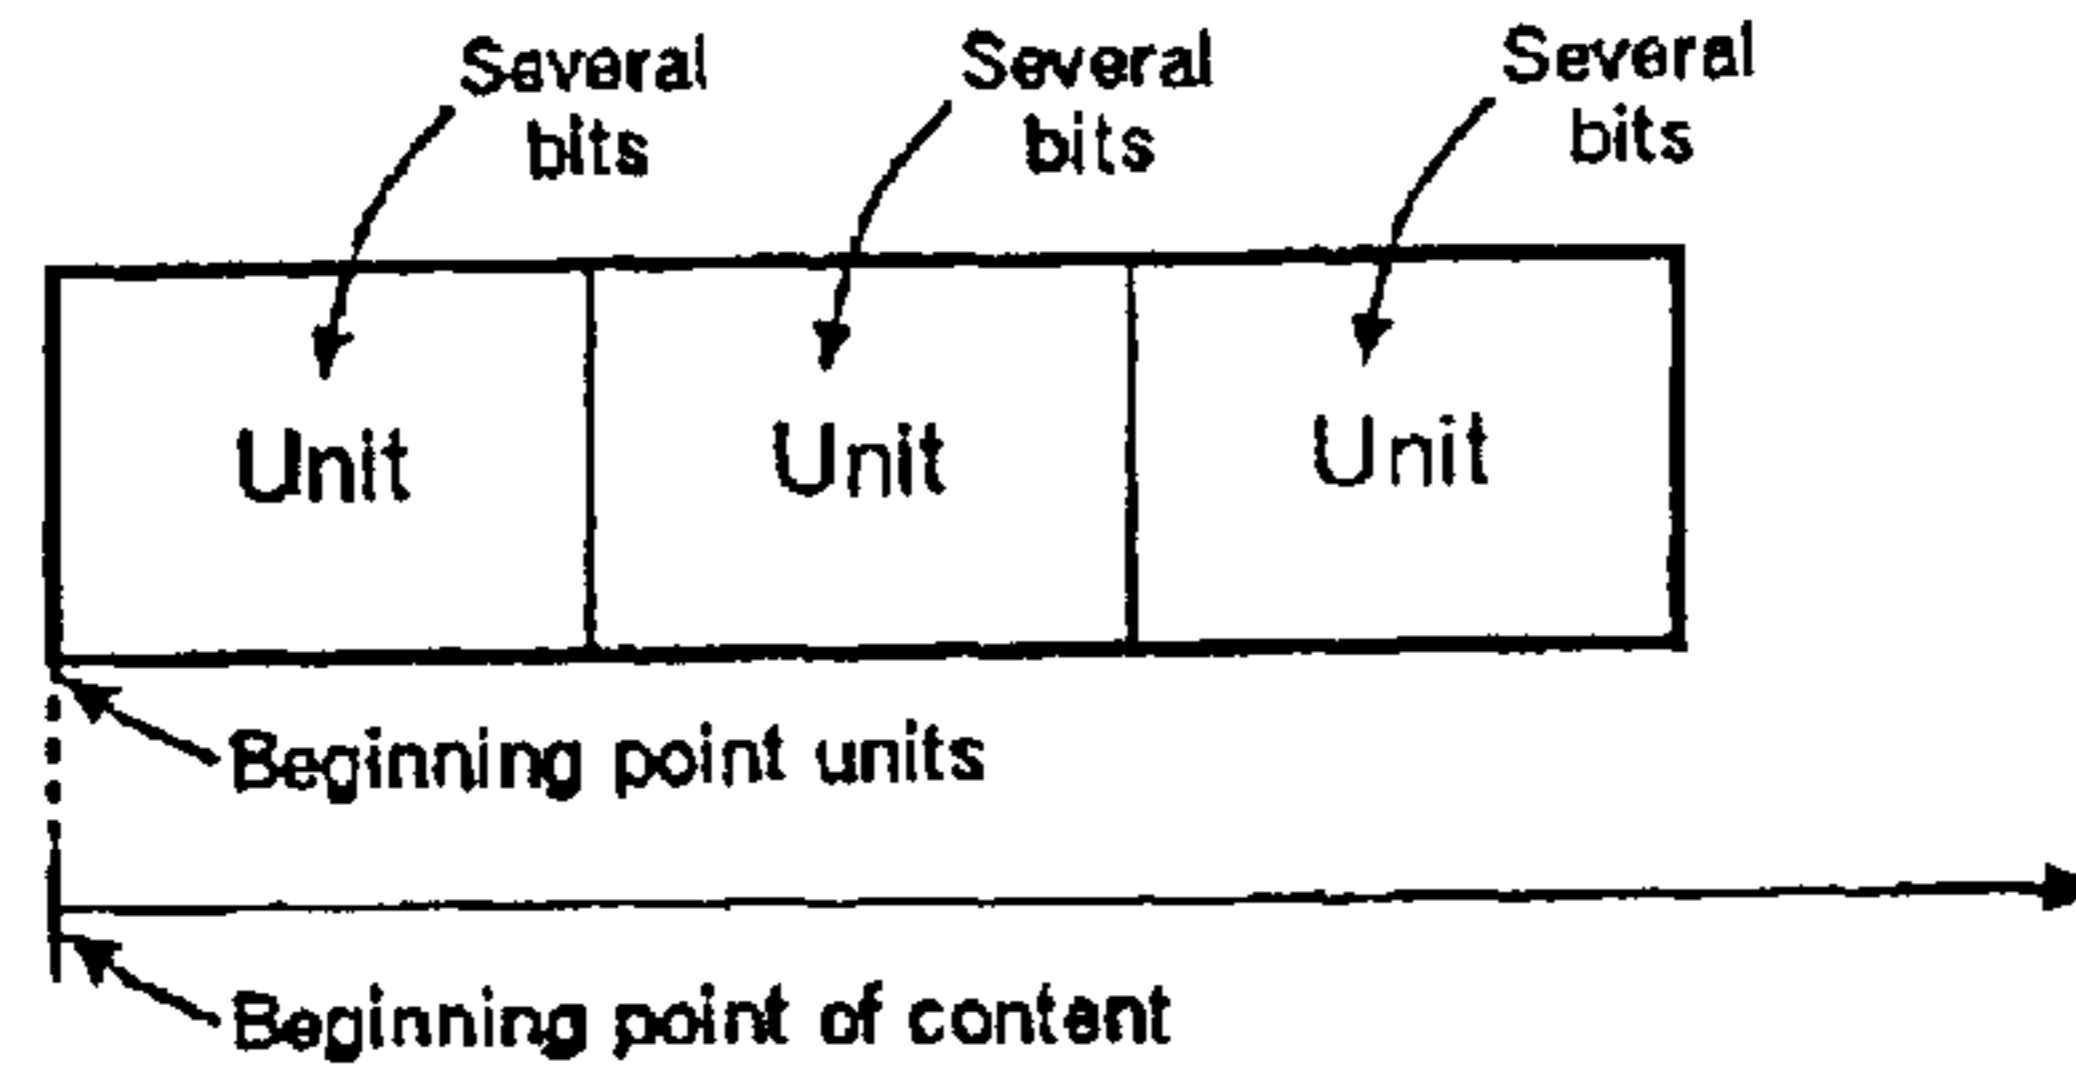 Several
bits
Several
bits
Several
bits
Unit
Unit
Unit
Beginning point units
Beginning point of content